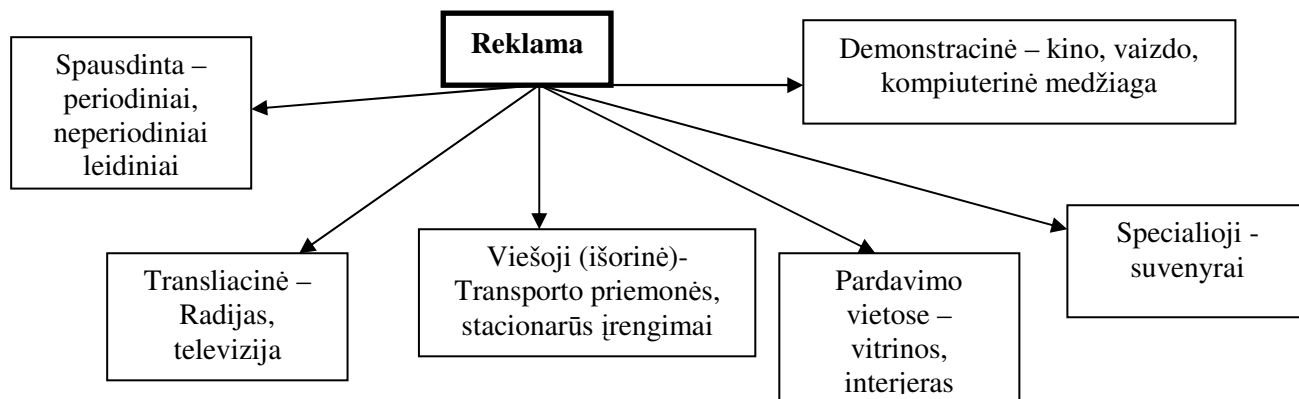 Reklama
Spausdinta –
periodiniai,
neperiodiniai
leidiniai
Demonstracinė – kino, vaizdo,
kompiuterinė medžiaga
Transliacinė –
Radijas,
televizija
Viešoji (išorinė)-
Transporto priemonės,
stacionarūs įrengimai
Pardavimo
vietose –
vitrinos,
interjeras
Specialioji -
suvenyrai